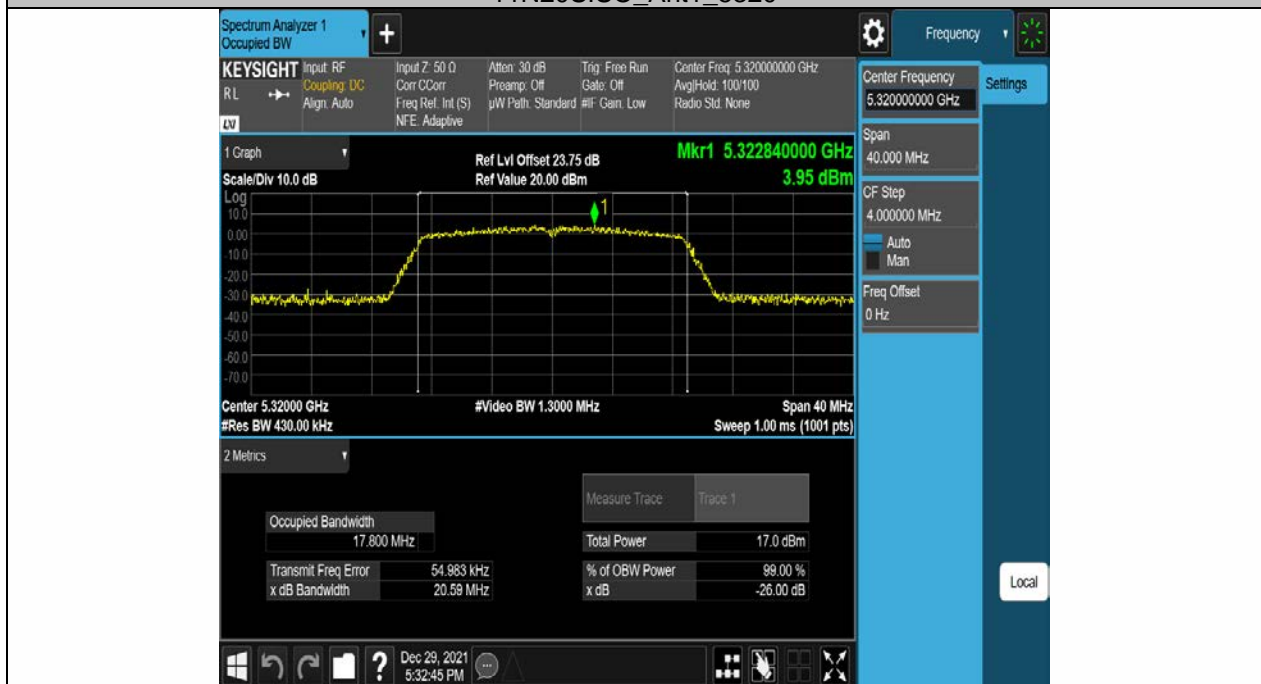 Spectrum Analyzer 1
Occupied BW
+
Frequency
KEYSIGHT
RL
LXI
Input: RF
Coupling: DC
Align: Auto
Input Z: 50 Ω
Corr CCorr
Freq Ref: Int (S)
NFE: Adaptive
Atten: 30 dB
Preamp: Off
µW Path: Standard
Trig: Free Run
Gate: Off
#IF Gain: Low
Center Freq: 5.320000000 GHz
Avg|Hold: 100/100
Radio Std: None
Center Frequency
5.320000000 GHz
Settings
Span
40.000 MHz
CF Step
4.000000 MHz
Auto
Man
Freq Offset
0 Hz
Local
1 Graph
Scale/Div 10.0 dB
Ref Lvl Offset 23.75 dB
Ref Value 20.00 dBm
Mkr1 5.322840000 GHz
3.95 dBm
Log
10.0
0.00
-10.0
-20.0
-30.0
-40.0
-50.0
-60.0
-70.0
1
Center 5.32000 GHz
#Res BW 430.00 kHz
#Video BW 1.3000 MHz
Span 40 MHz
Sweep 1.00 ms (1001 pts)
2 Metrics
Measure Trace Trace 1
Occupied Bandwidth
17.800 MHz
Total Power 17.0 dBm
Transmit Freq Error 54.983 kHz
% of OBW Power 99.00 %
x dB Bandwidth 20.59 MHz
x dB -26.00 dB
?
Dec 29, 2021
5:32:45 PM